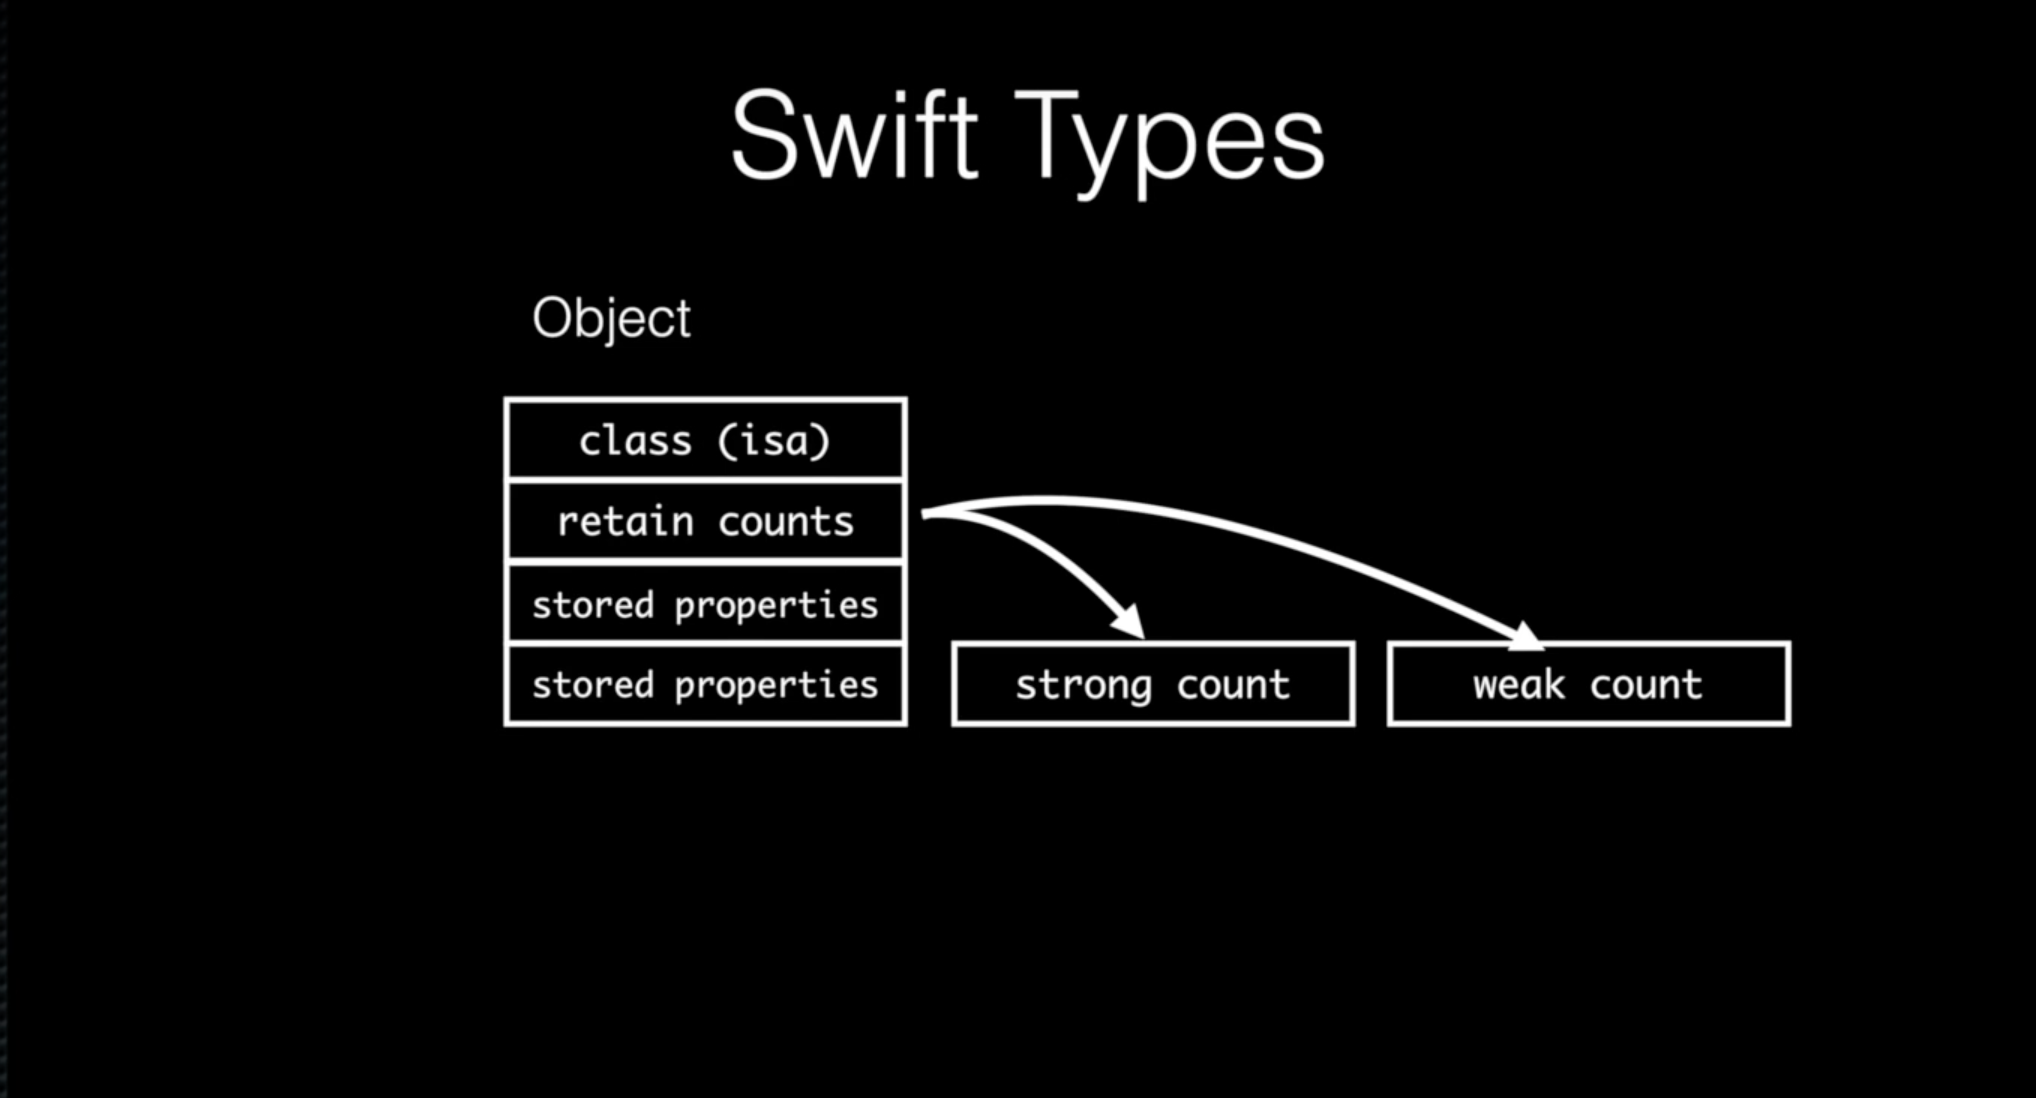 Swift Types
Object
class (isa)
retain counts
stored properties
stored properties
strong count
weak count